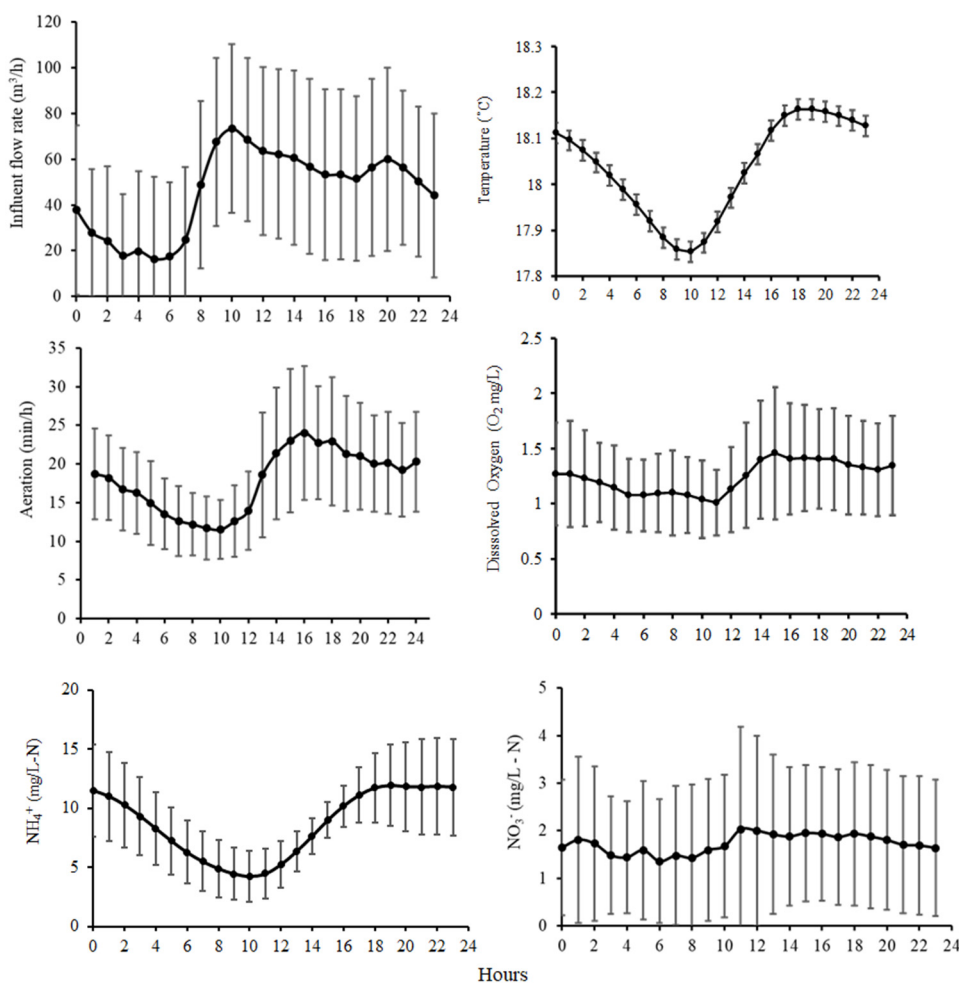 Influent flow rate (m³/h)
120
100
80
60
40
20
0
0 2 4 6 8 10 12 14 16 18 20 22 24
Temperature (˚C)
18.3
18.2
18.1
18
17.9
17.8
0 2 4 6 8 10 12 14 16 18 20 22 24
Aeration (min/h)
35
30
25
20
15
10
5
0
0 2 4 6 8 10 12 14 16 18 20 22 24
Disssolved Oxygen (O₂ mg/L)
2.5
2
1.5
1
0.5
0
0 2 4 6 8 10 12 14 16 18 20 22 24
NH₄⁺ (mg/L-N)
20
15
10
5
0
0 2 4 6 8 10 12 14 16 18 20 22 24
NO₃⁻ (mg/L - N)
5
4
3
2
1
0
0 2 4 6 8 10 12 14 16 18 20 22 24
Hours